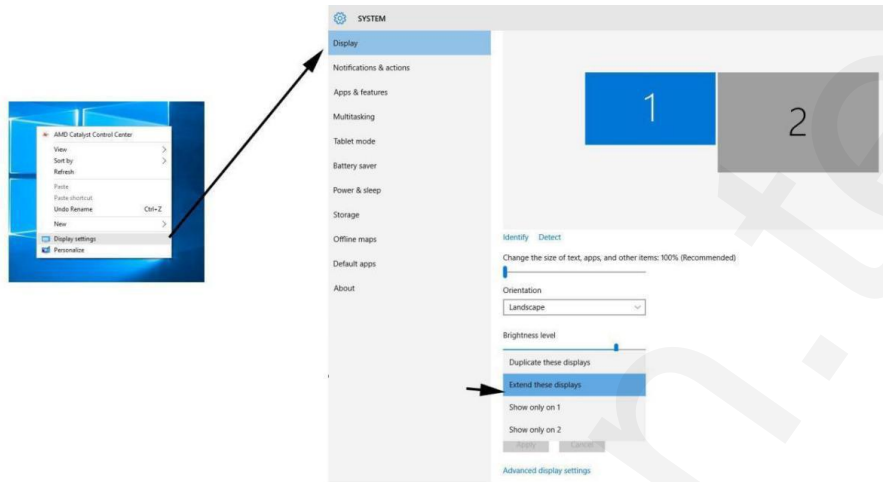 AMD Catalyst Control Center
View
Sort by
Refresh
Paste
Paste shortcut
Undo Rename Ctrl+Z
New
Display settings
Personalize
SYSTEM
Display
Notifications & actions
Apps & features
Multitasking
Tablet mode
Battery saver
Power & sleep
Storage
Offline maps
Default apps
About
1
2
Identify Detect
Change the size of text, apps, and other items: 100% (Recommended)
Orientation
Landscape
Brightness level
Duplicate these displays
Extend these displays
Show only on 1
Show only on 2
Apply Cancel
Advanced display settings